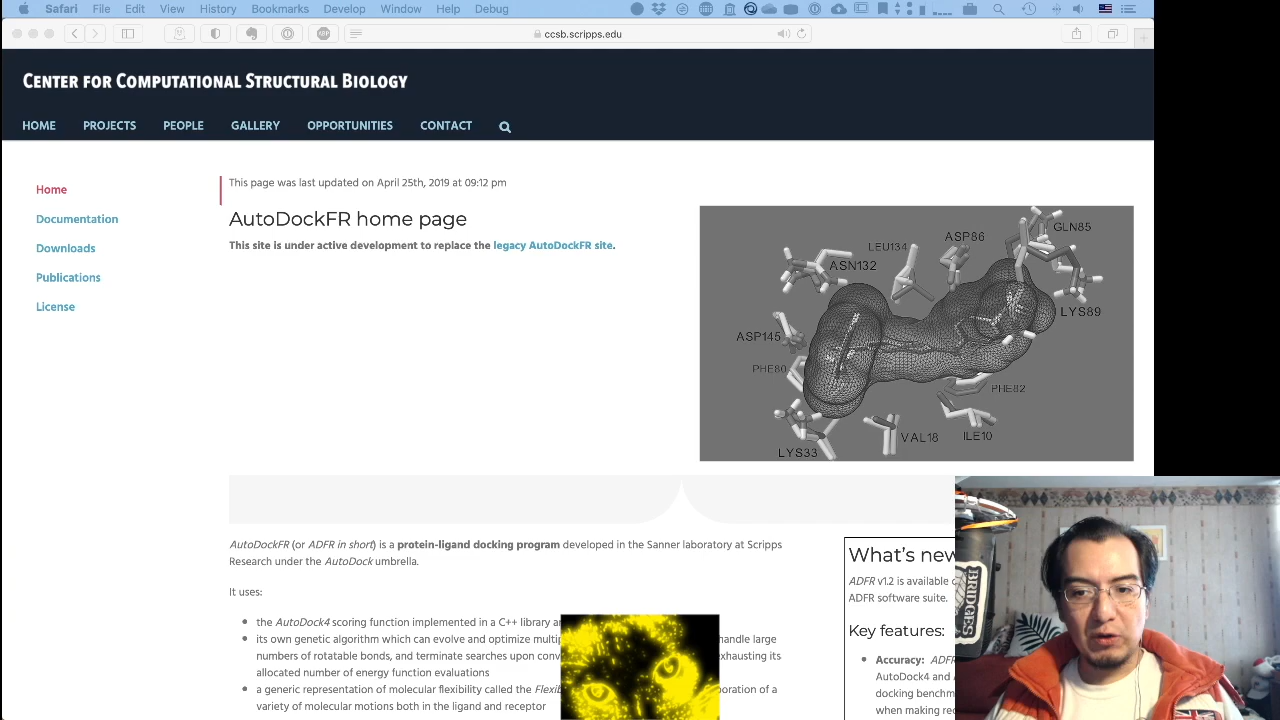 Safari File Edit View History Bookmarks Develop Window Help Debug
ccsb.scripps.edu
CENTER FOR COMPUTATIONAL STRUCTURAL BIOLOGY
HOME PROJECTS PEOPLE GALLERY OPPORTUNITIES CONTACT
Home
Documentation
Downloads
Publications
License
This page was last updated on April 25th, 2019 at 09:12 pm
AutoDockFR home page
This site is under active development to replace the legacy AutoDockFR site.
GLN85
ASP86
LEU134
ASN132
LYS89
ASP145
PHE80
PHE82
VAL18
ILE10
LYS33
AutoDockFR (or ADFR in short) is a protein-ligand docking program developed in the Sanner laboratory at Scripps
Research under the AutoDock umbrella.
It uses:
the AutoDock4 scoring function implemented in a C++ library
its own genetic algorithm which can evolve and optimize handle large
numbers of rotatable bonds, and terminate searches upon its
allocated number of energy function evaluations
a generic representation of molecular flexibility called the of a
variety of molecular motions both in the ligand and receptor
What's new
ADFR v1.2 is available
ADFR software suite.
Key features:
Accuracy: ADFR
AutoDock4 and
docking benchm
when making
BRIDGES